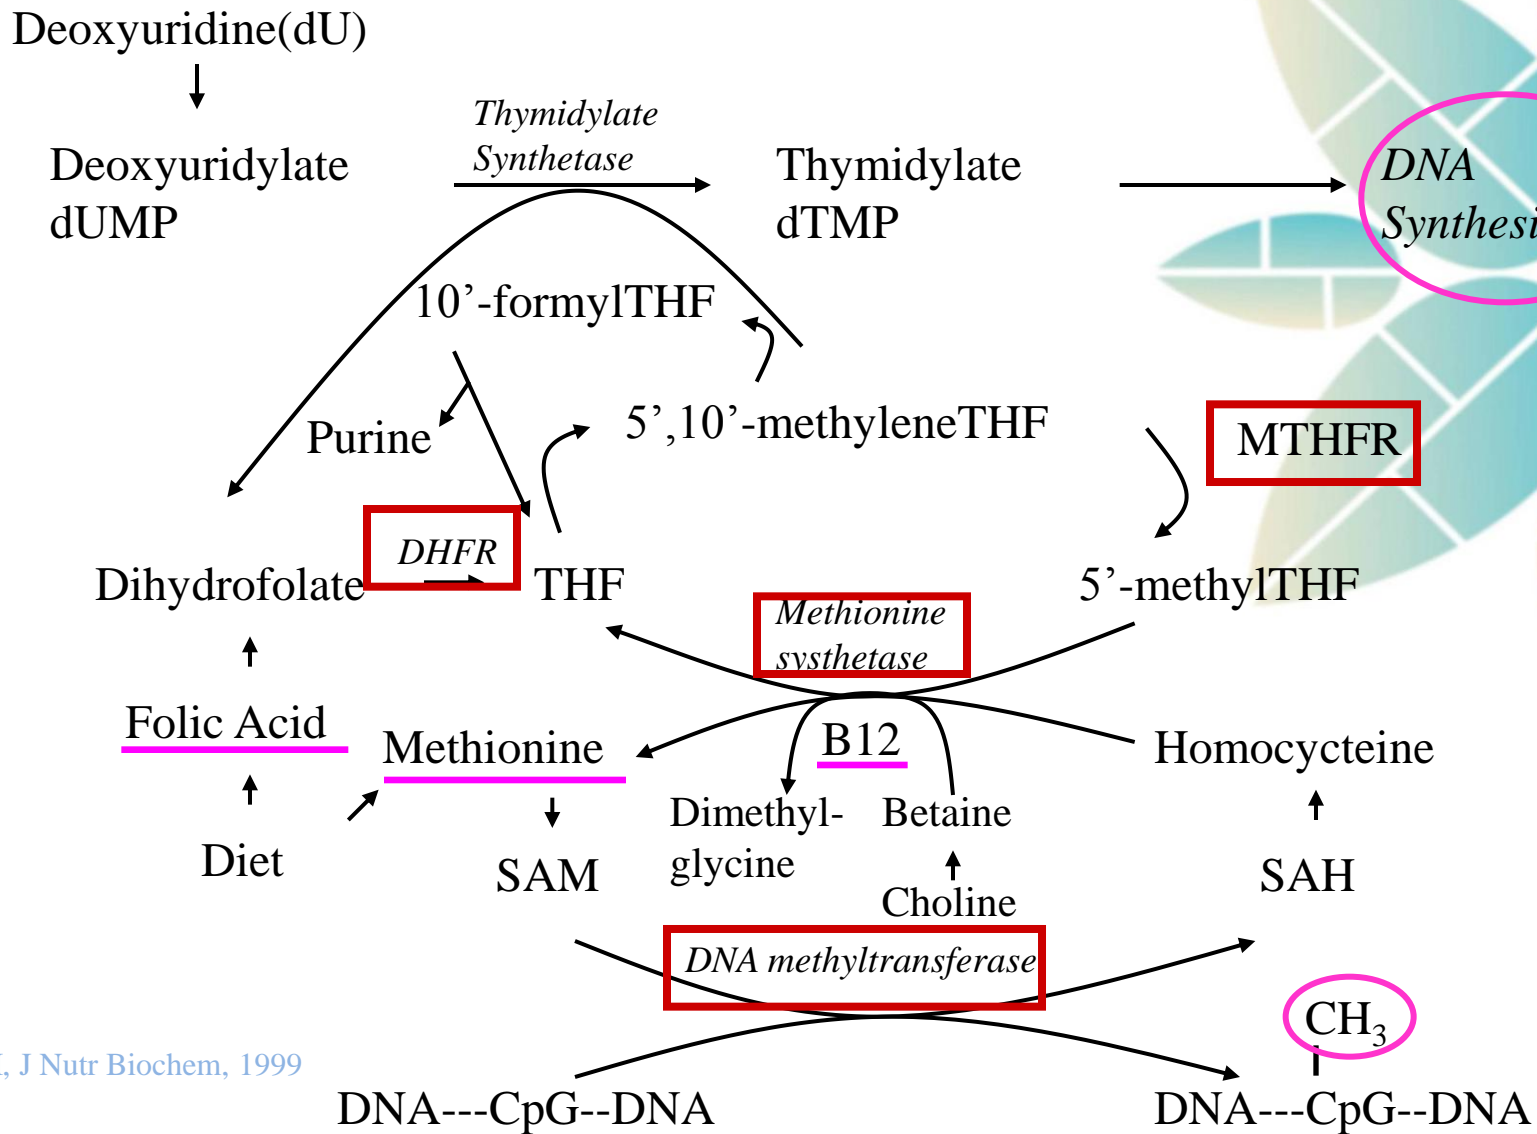 Deoxyuridine(dU)
Thymidylate
Synthetase
Deoxyuridylate
dUMP
Thymidylate
dTMP
DNA
Synthesi
10’-formylTHF
Purine
5’,10’-methyleneTHF
MTHFR
DHFR
Dihydrofolate
THF
5’-methylTHF
Methionine
systhetase
Folic Acid
Methionine
B12
Homocycteine
Dimethyl-
glycine
Betaine
Diet
SAM
Choline
SAH
DNA methyltransferase
CH₃
, J Nutr Biochem, 1999
DNA---CpG--DNA
DNA---CpG--DNA